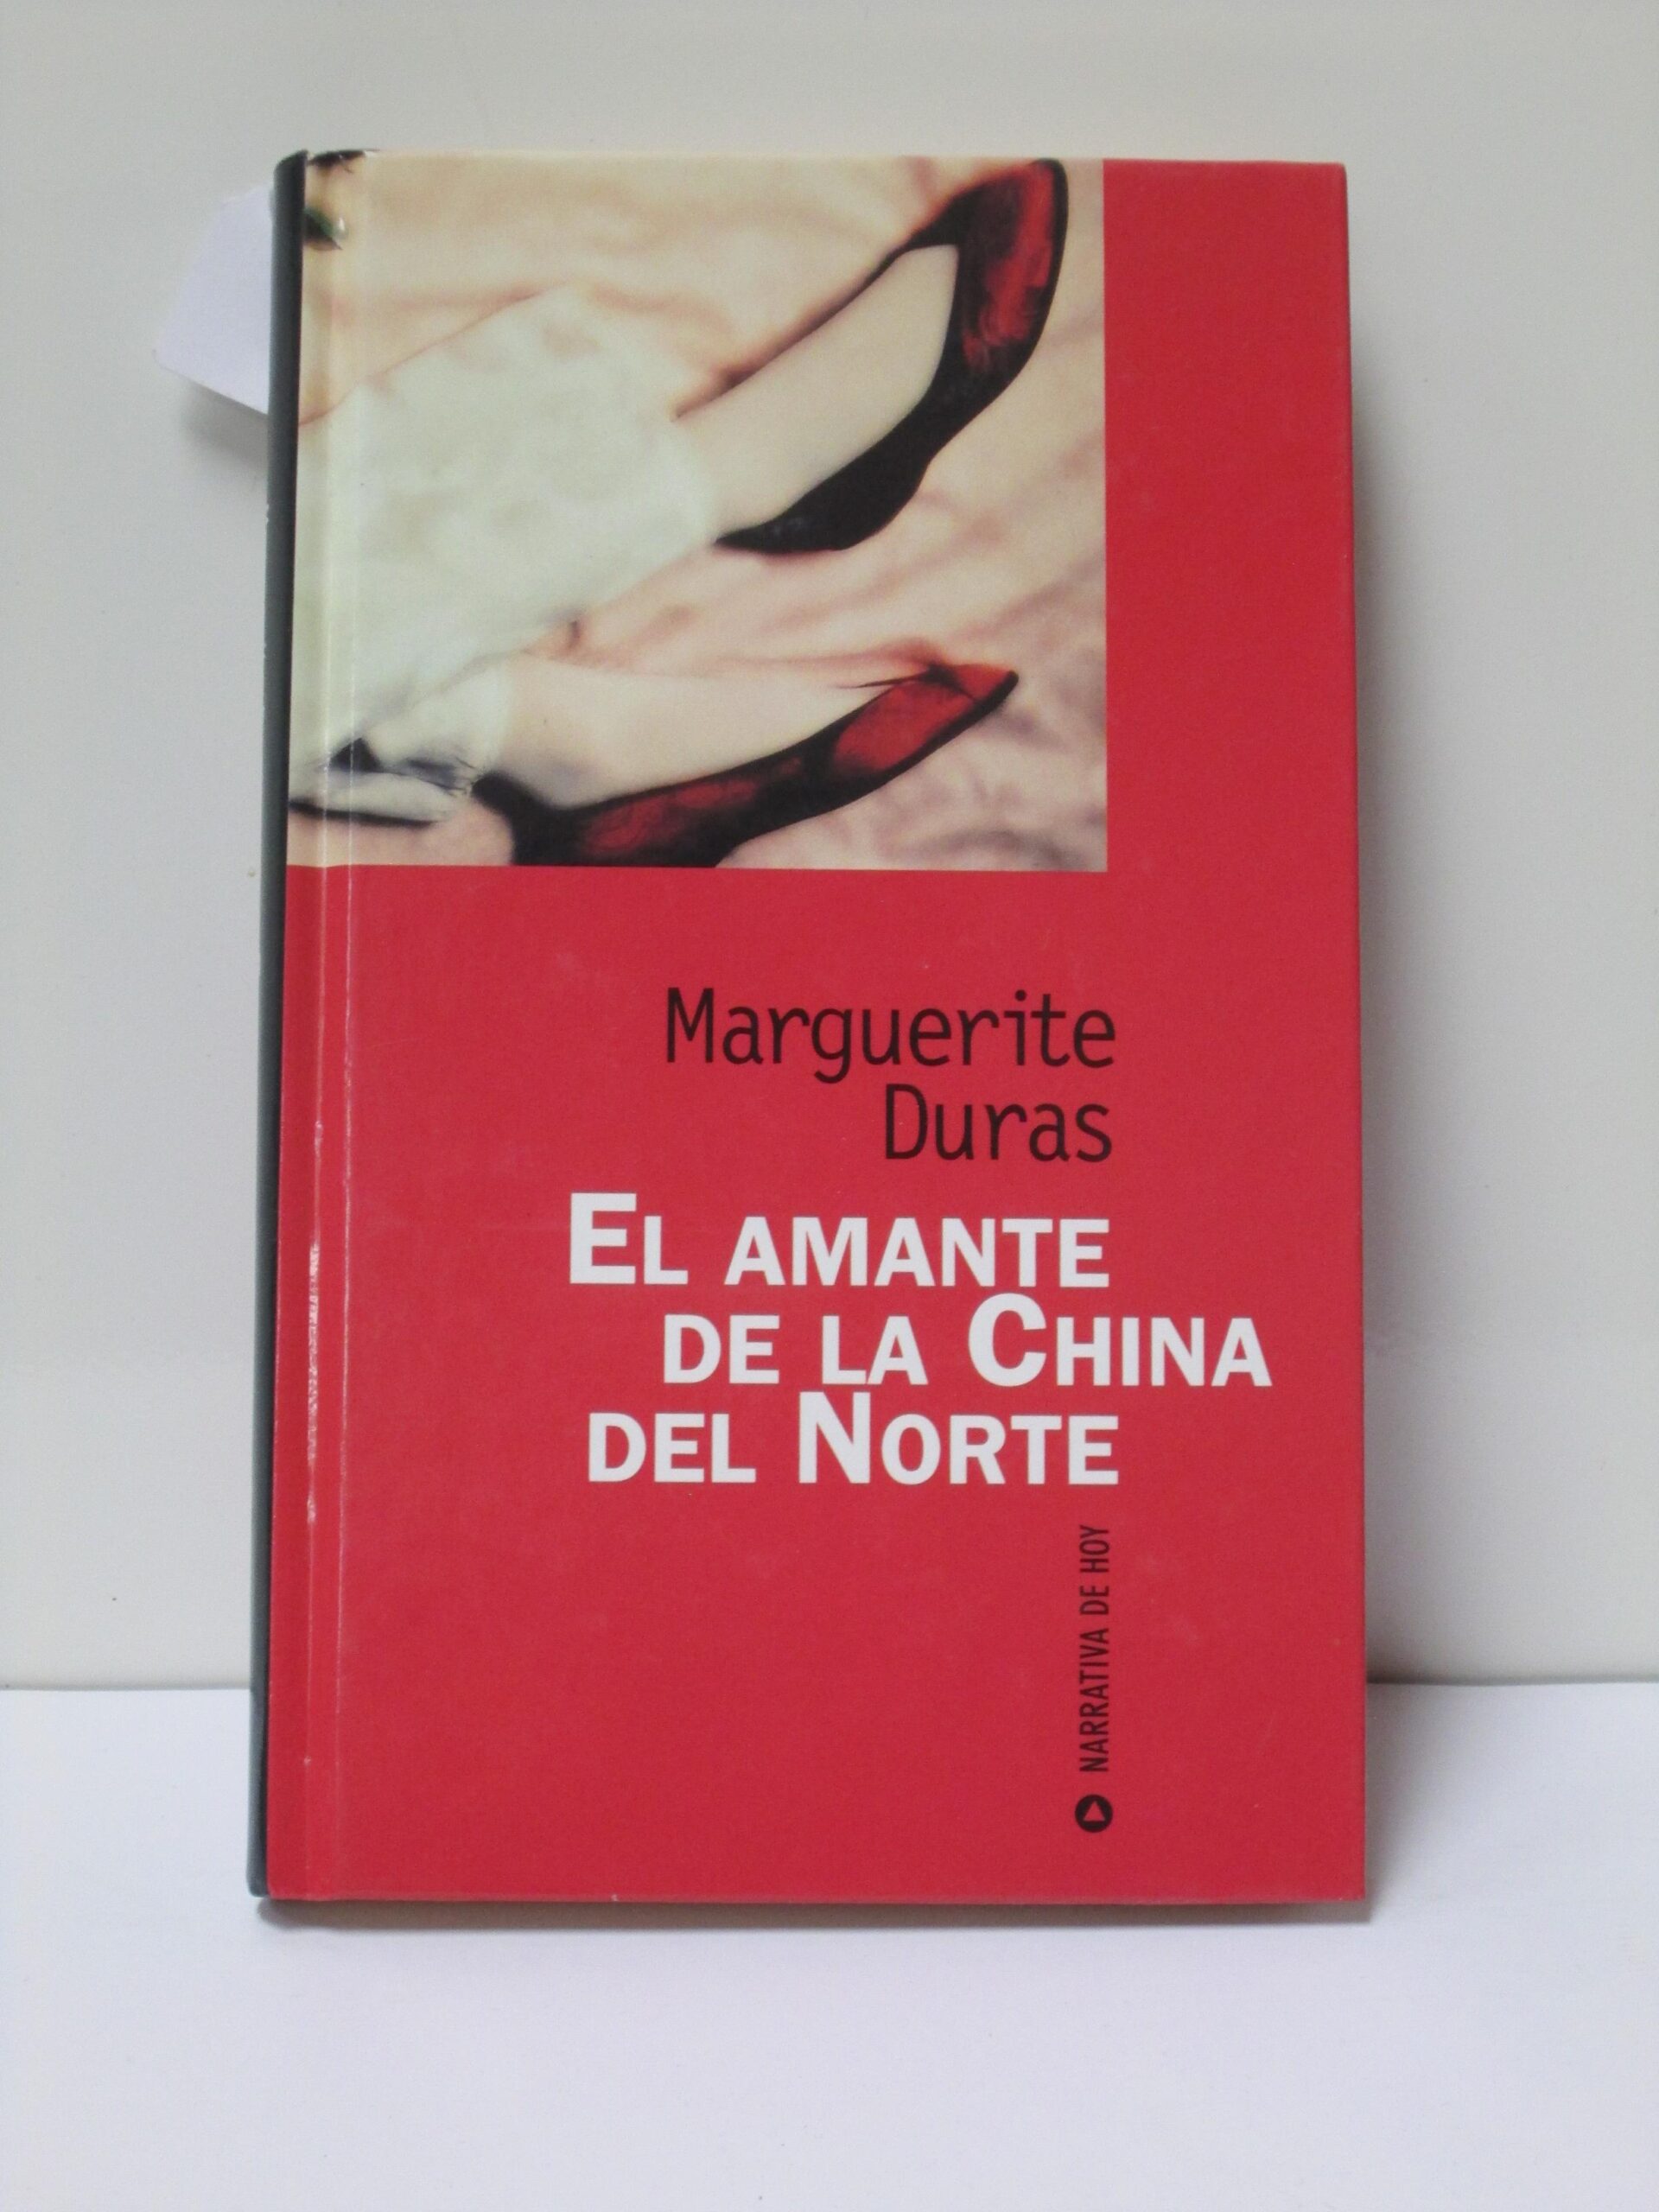 Marguerite
Duras
EL AMANTE
DE LA CHINA
DEL NORTE
NARRATIVA DE HOY